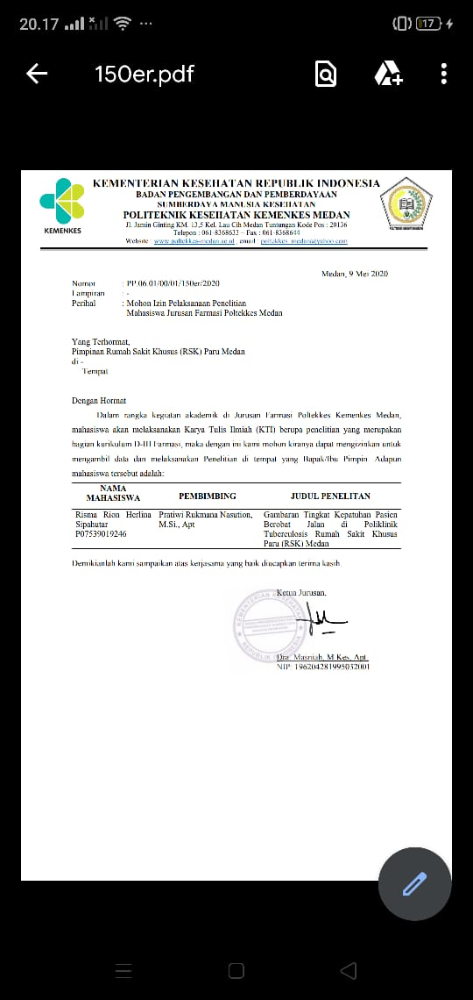 20.17
17
150er.pdf
KEMENTERIAN KESEHATAN REPUBLIK INDONESIA
BADAN PENGEMBANGAN DAN PEMBERDAYAAN
SUMBERDAYA MANUSIA KESEHATAN
POLITEKNIK KESEHATAN KEMENKES MEDAN
Jl. Jamin Ginting KM. 13,5 Kel. Lau Cih Medan Tuntungan Kode Pos : 20136
Telepon : 061-8368633 – Fax : 061-8368644
Website : www.poltekkes-medan.ac.id , email : poltekkes_medan@yahoo.com
KEMENKES
Medan, 9 Mei 2020
Nomor : PP.06.01/00/01/150er/2020
Lampiran : -
Perihal : Mohon Izin Pelaksanaan Penelitian
Mahasiswa Jurusan Farmasi Poltekkes Medan
Yang Terhormat,
Pimpinan Rumah Sakit Khusus (RSK) Paru Medan
di -
Tempat
Dengan Hormat
Dalam rangka kegiatan akademik di Jurusan Farmasi Poltekkes Kemenkes Medan,
mahasiswa akan melaksanakan Karya Tulis Ilmiah (KTI) berupa penelitian yang merupakan
bagian kurikulum D-III Farmasi, maka dengan ini kami mohon kiranya dapat mengizinkan untuk
mengambil data dan melaksanakan Penelitian di tempat yang Bapak/Ibu Pimpin. Adapun
mahasiswa tersebut adalah:
NAMA MAHASISWA PEMBIMBING JUDUL PENELITAN
Risma Rion Herlina Pratiwi Rukmana Nasution, Gambaran Tingkat Kepatuhan Pasien
Sipahutar M.Si., Apt Berobat Jalan di Poliklinik
P07539019246 Tuberculosis Rumah Sakit Khusus
Paru (RSK) Medan
Demikianlah kami sampaikan atas kerjasama yang baik diucapkan terima kasih.
Ketua Jurusan,
REPUBLIK INDONESIA
Dra. Masniah, M.Kes, Apt.
NIP: 196204281995032001